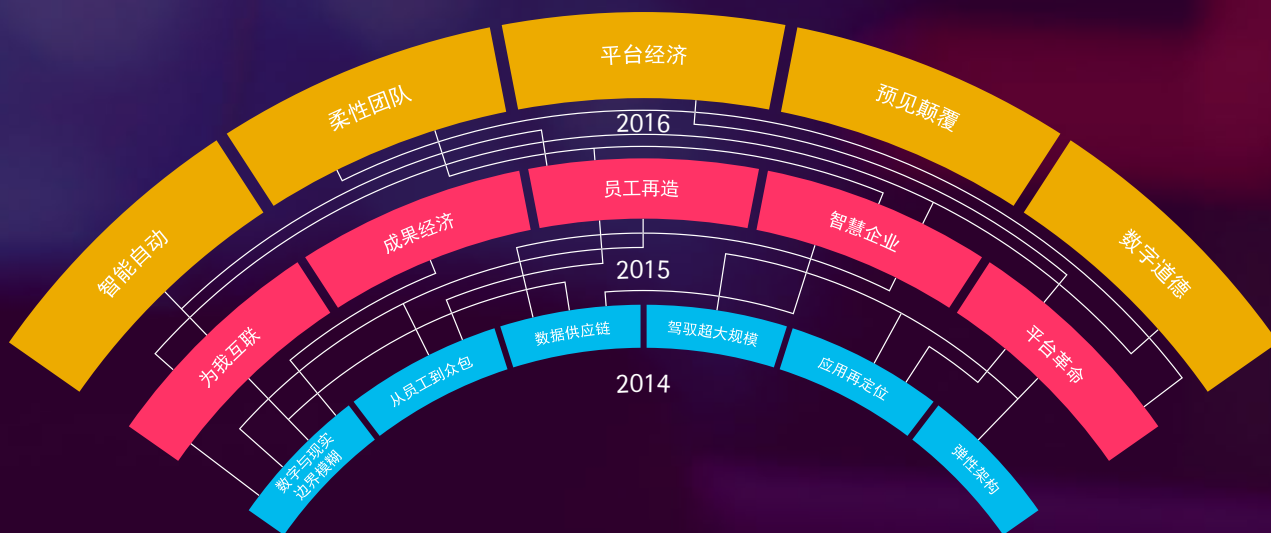 智能自动
柔性团队
平台经济
预见颠覆
数字道德
2016
为我互联
成果经济
员工再造
智慧企业
平台革命
2015
数字与现实
边界模糊
从员工到众包
数据供应链
驾驭超大规模
应用再定位
弹性架构
2014